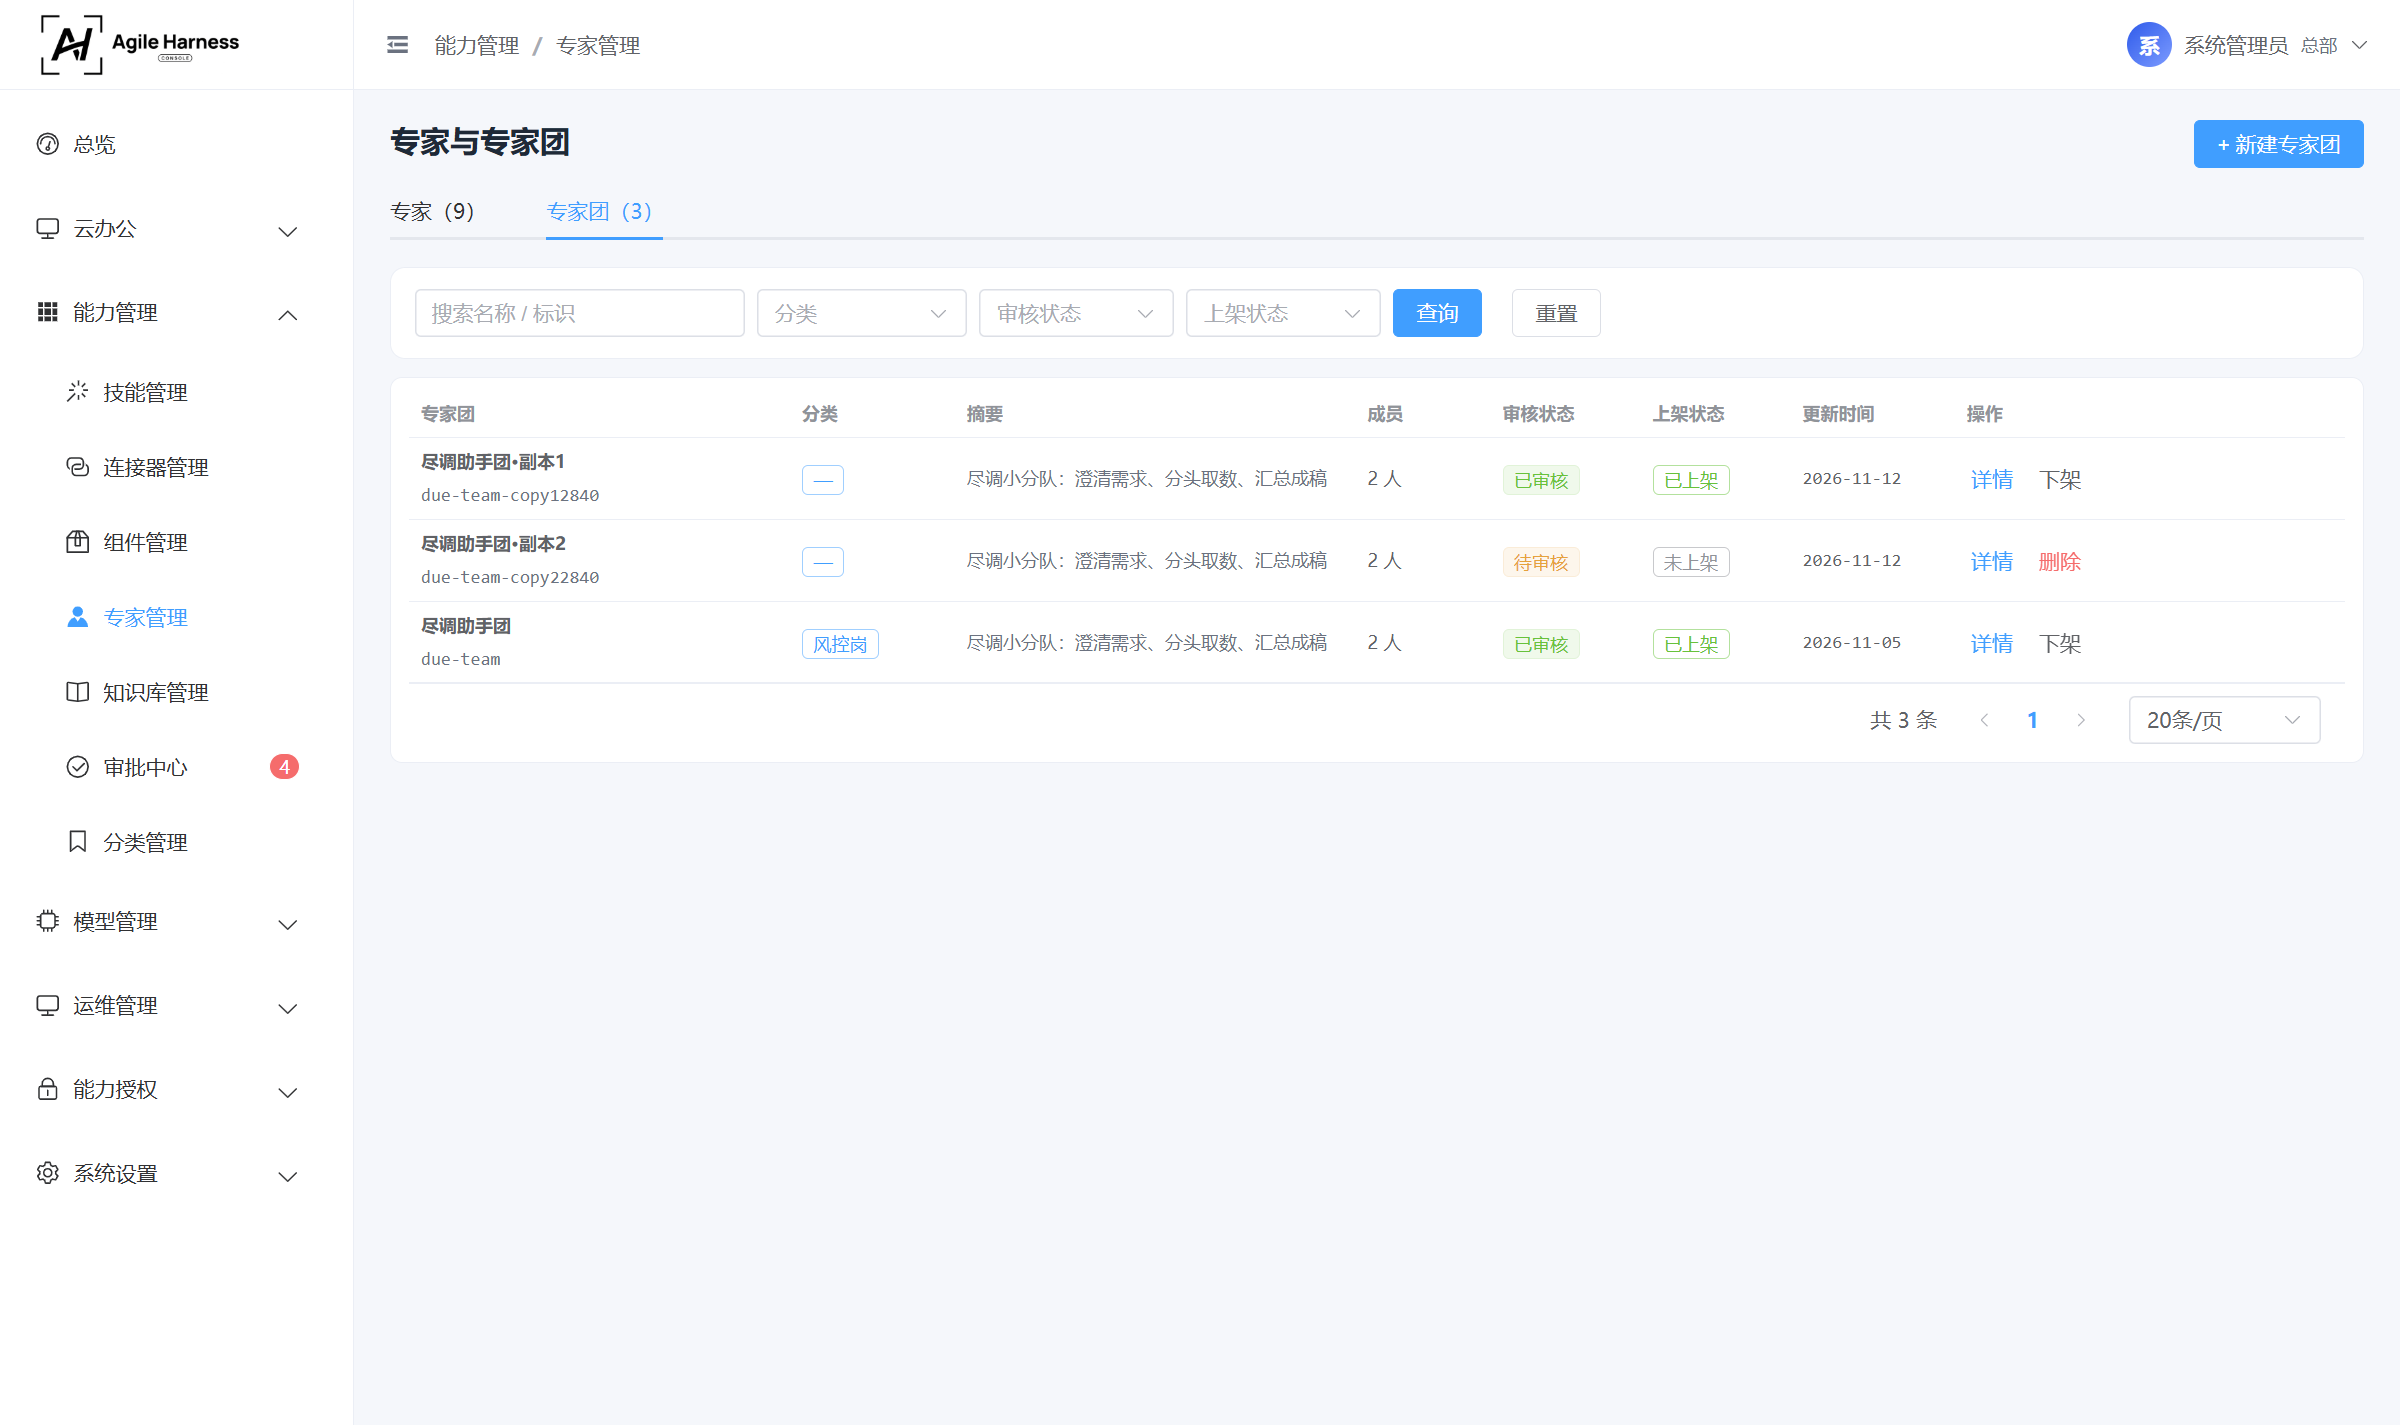 Agile Harness
CONSOLE
能力管理 / 专家管理
系 系统管理员 总部
总览
云办公
能力管理
技能管理
连接器管理
组件管理
专家管理
知识库管理
审批中心 4
分类管理
模型管理
运维管理
能力授权
系统设置
专家与专家团
+ 新建专家团
专家（9） 专家团（3）
搜索名称 / 标识 分类 审核状态 上架状态 查询 重置
专家团 分类 摘要 成员 审核状态 上架状态 更新时间 操作
尽调助手团·副本1
due-team-copy12840
— 尽调小分队：澄清需求、分头取数、汇总成稿 2 人 已审核 已上架 2026-11-12 详情 下架
尽调助手团·副本2
due-team-copy22840
— 尽调小分队：澄清需求、分头取数、汇总成稿 2 人 待审核 未上架 2026-11-12 详情 删除
尽调助手团
due-team
风控岗 尽调小分队：澄清需求、分头取数、汇总成稿 2 人 已审核 已上架 2026-11-05 详情 下架
共 3 条 1 20条/页